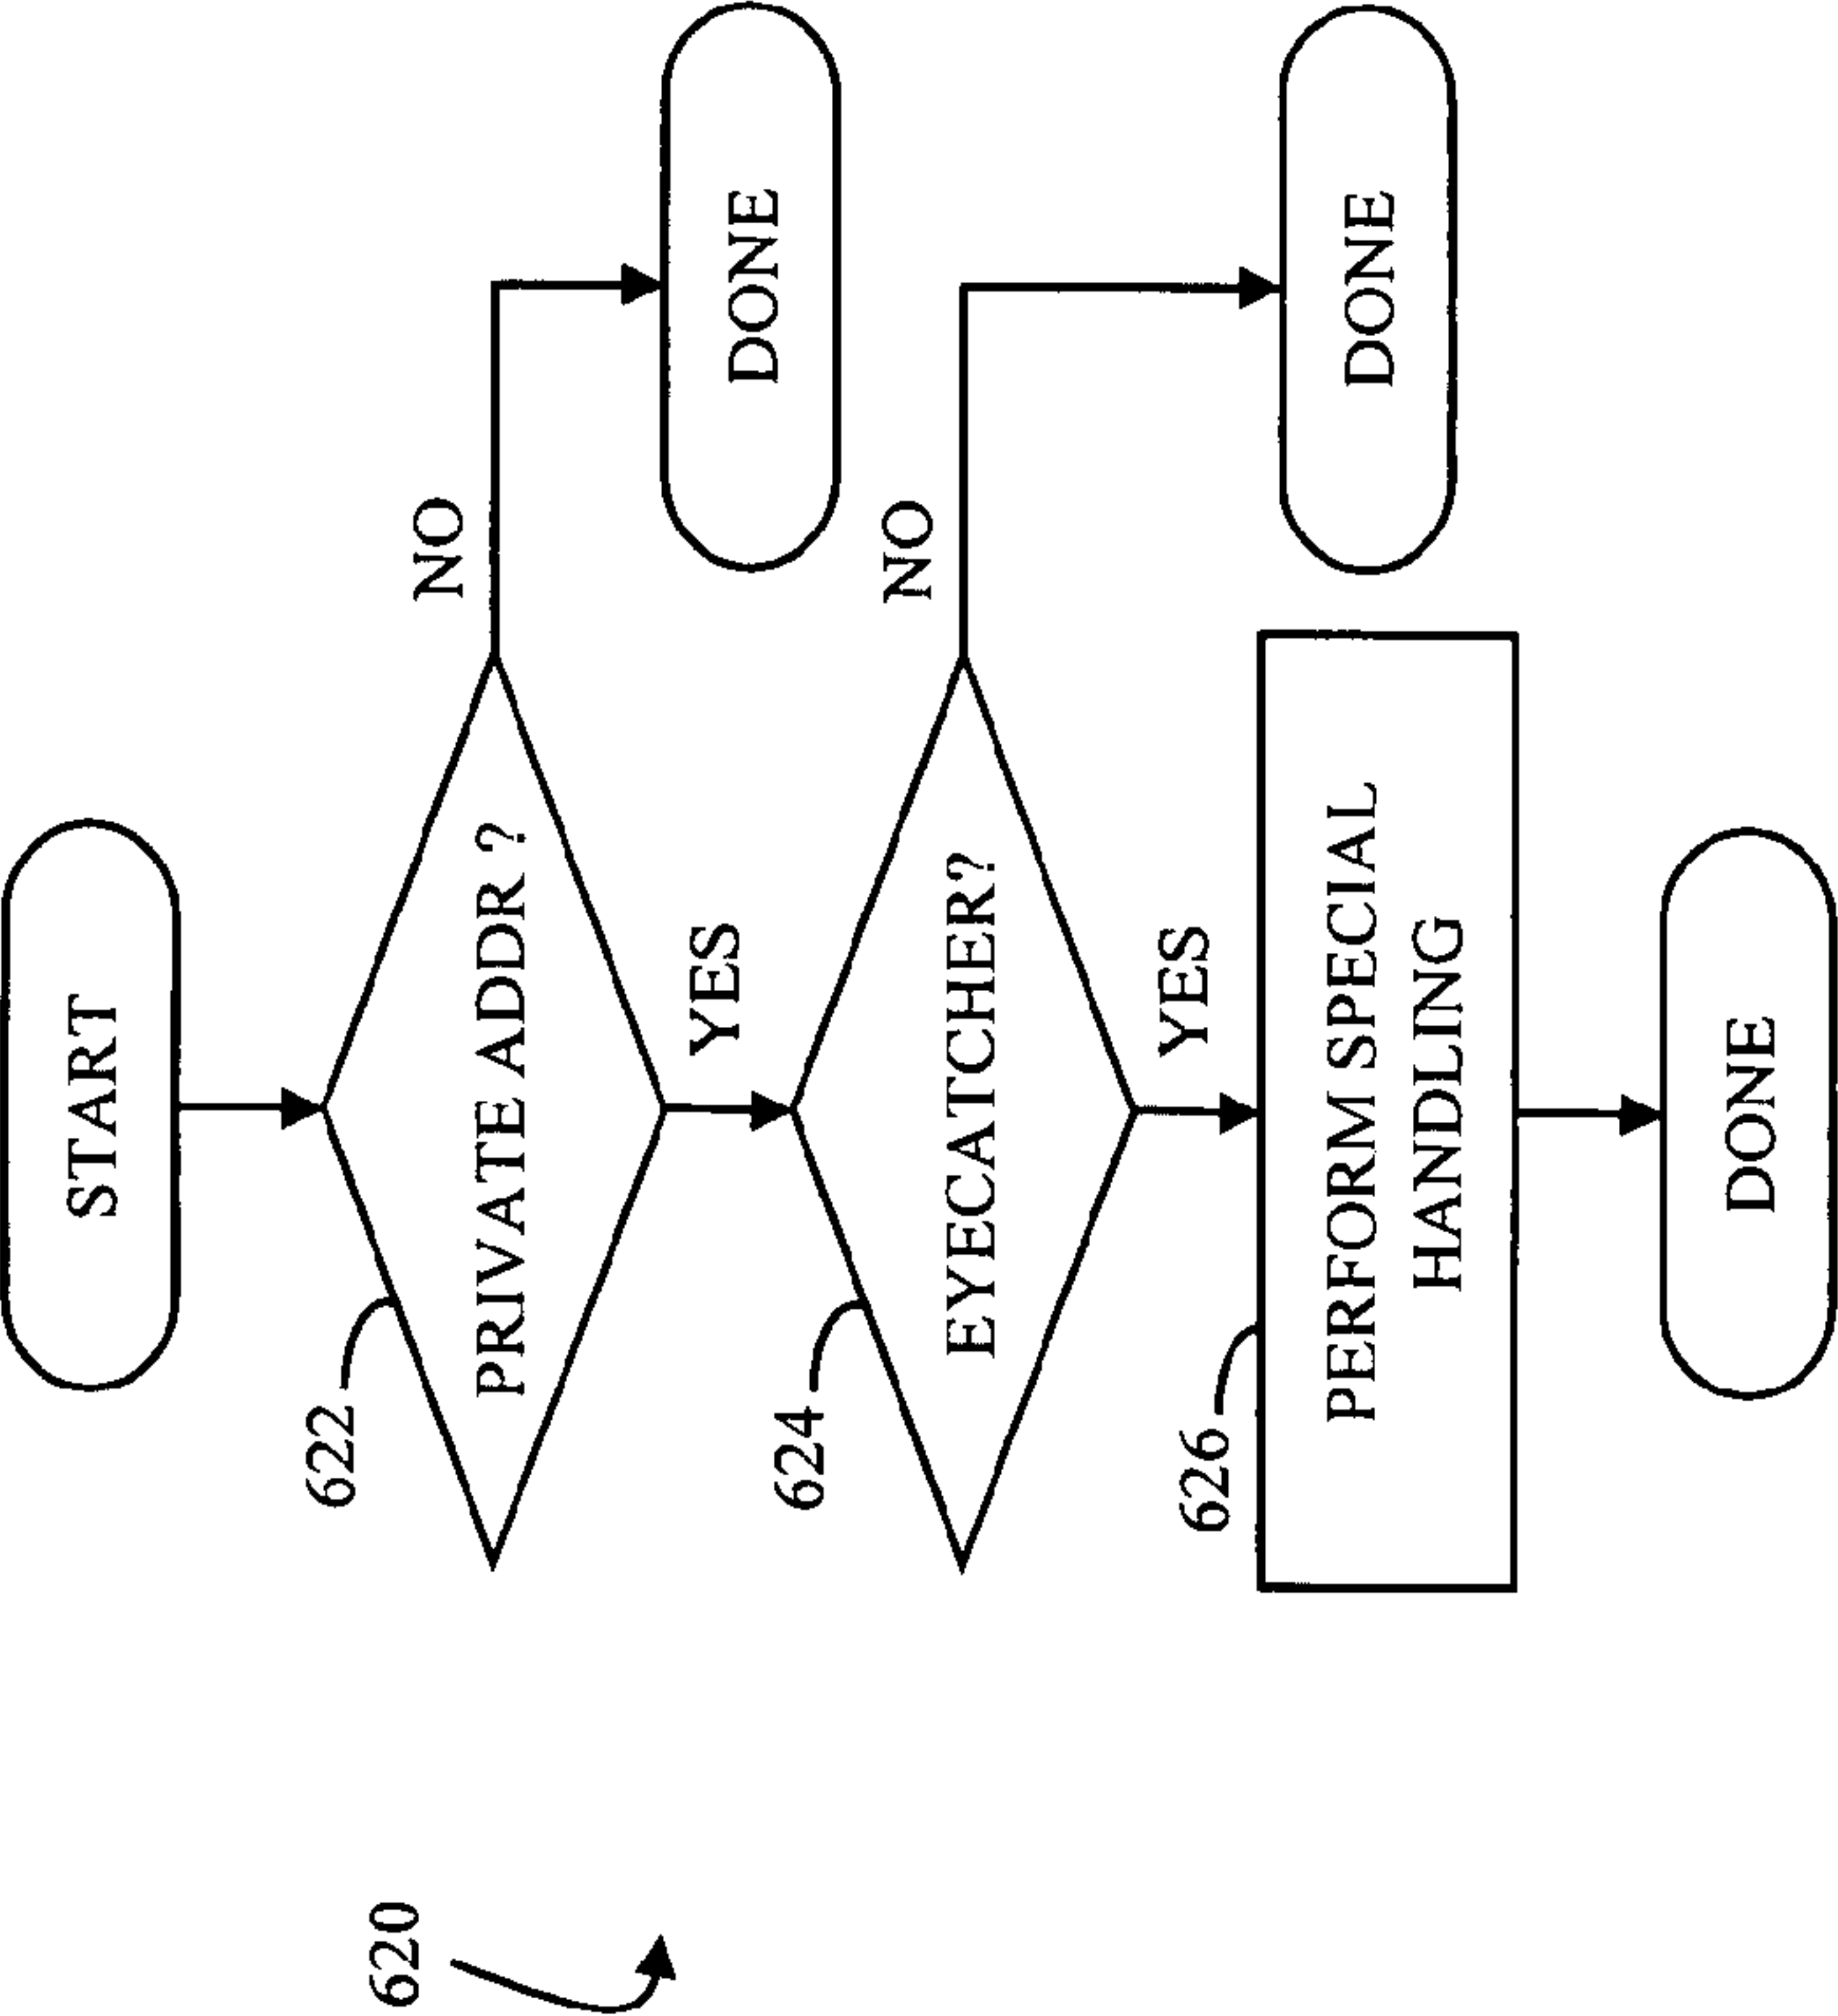 620
START
622
PRIVATE ADDR ?
NO
DONE
YES
624
EYECATCHER?
NO
DONE
YES
626
PERFORM SPECIAL
HANDLING
DONE